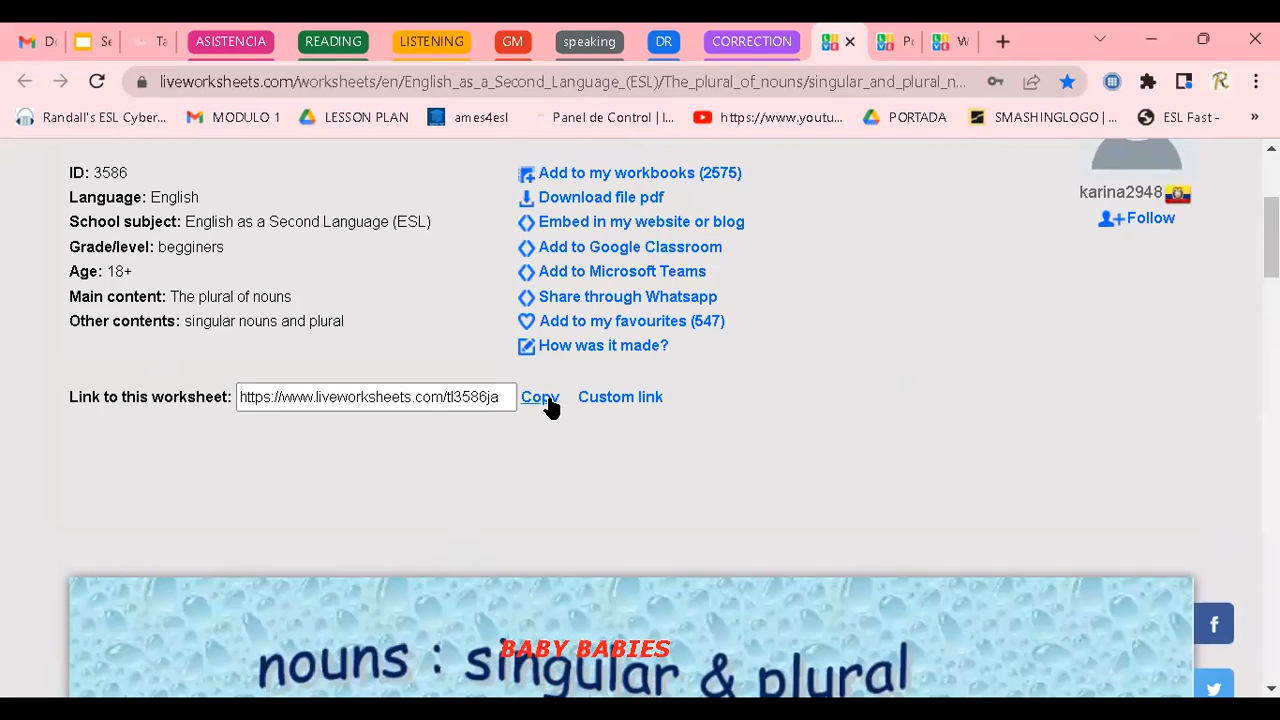 D
Se
Ta
ASISTENCIA
READING
LISTENING
GM
speaking
DR
CORRECTION
Pc
W
liveworksheets.com/worksheets/en/English_as_a_Second_Language_(ESL)/The_plural_of_nouns/singular_and_plural_n...
Randall's ESL Cyber...
MODULO 1
LESSON PLAN
ames4esl
Panel de Control | I...
https://www.youtu...
PORTADA
SMASHINGLOGO | ...
ESL Fast -
»
ID: 3586
Language: English
School subject: English as a Second Language (ESL)
Grade/level: begginers
Age: 18+
Main content: The plural of nouns
Other contents: singular nouns and plural
Add to my workbooks (2575)
Download file pdf
Embed in my website or blog
Add to Google Classroom
Add to Microsoft Teams
Share through Whatsapp
Add to my favourites (547)
How was it made?
karina2948
Follow
Link to this worksheet: https://www.liveworksheets.com/tl3586ja Copy Custom link
BABY BABIES
nouns : singular & plural